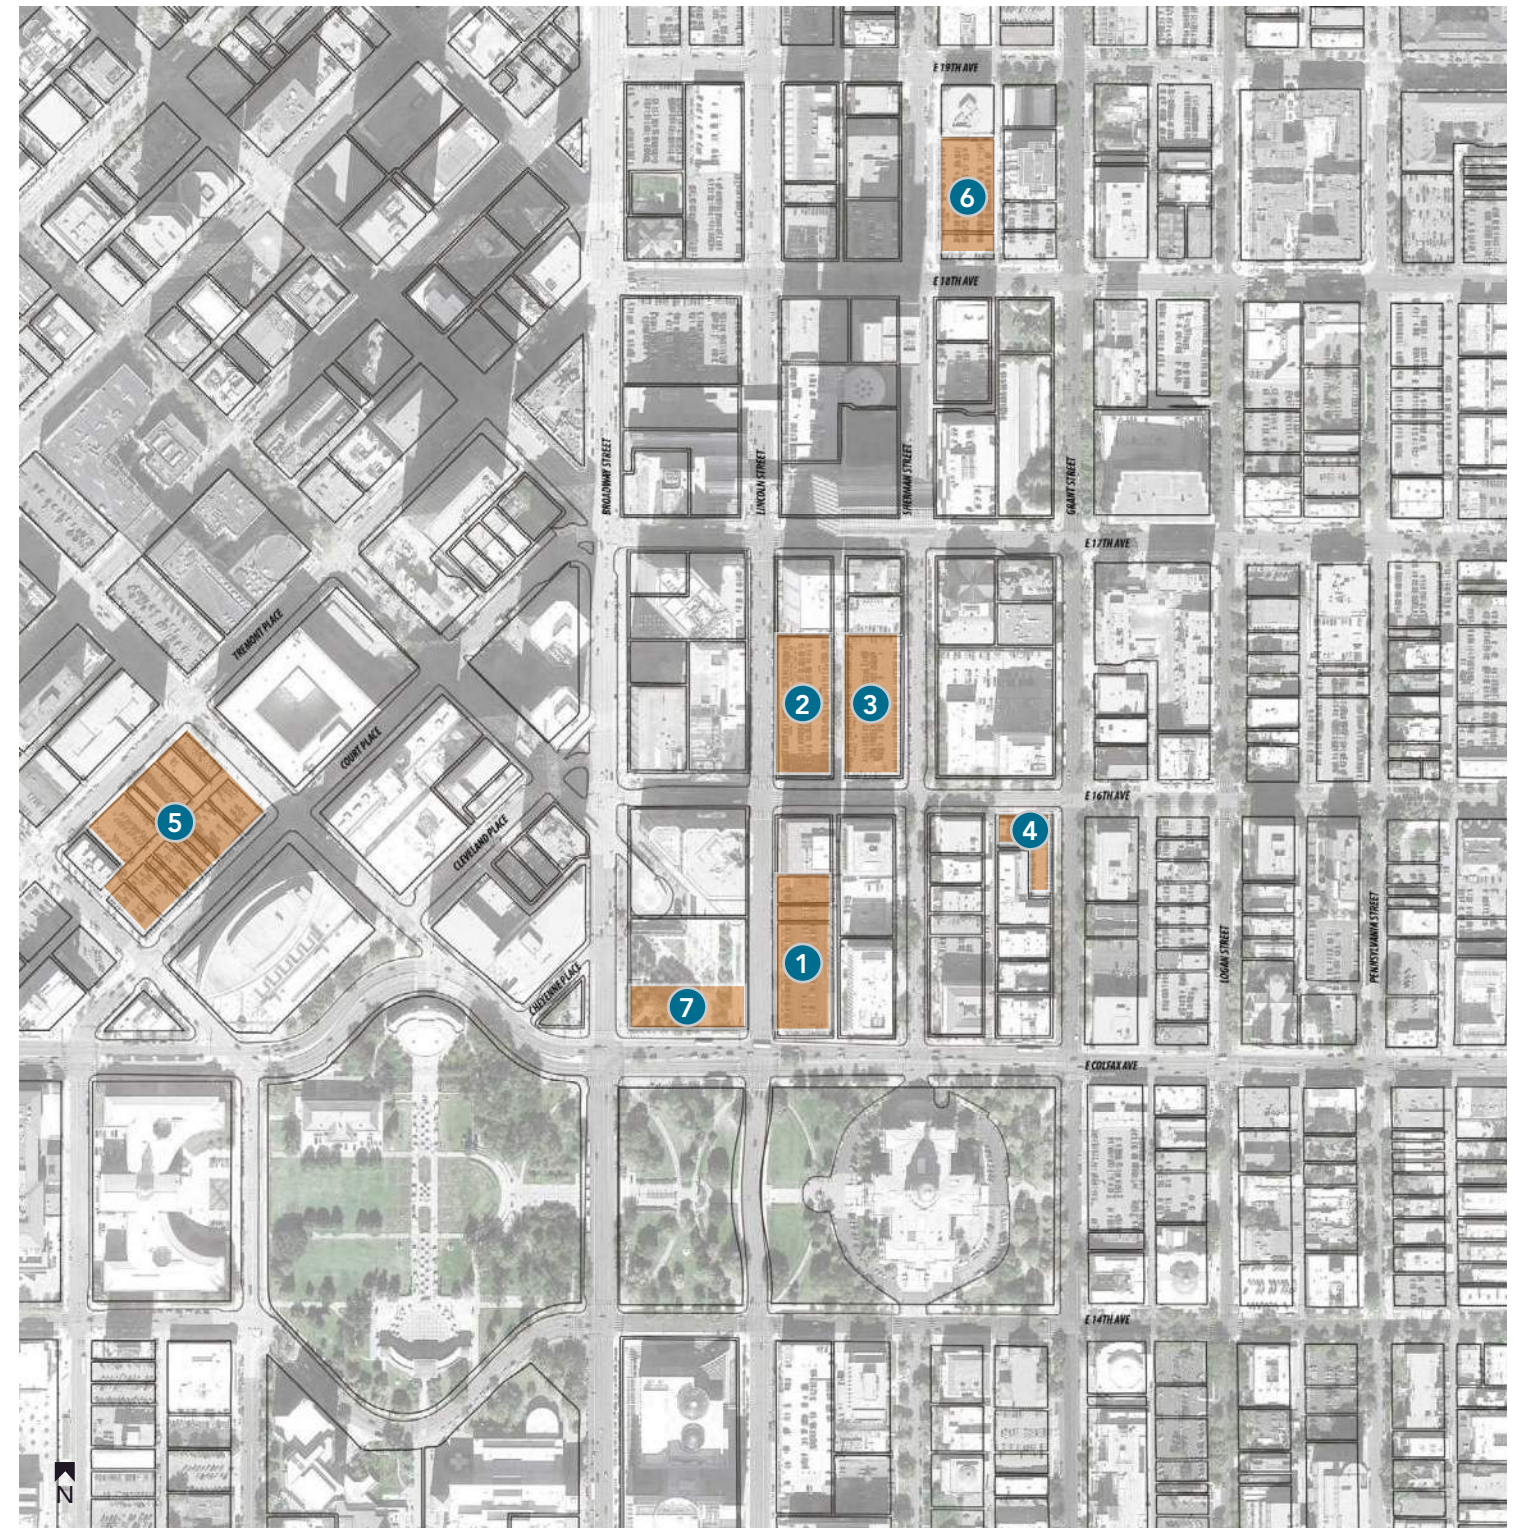 E 19TH AVE
6
E 18TH AVE
BROADWAY STREET
LINCOLN STREET
SHERMAN STREET
GRANT STREET
E 17TH AVE
TREMONT PLACE
COURT PLACE
2
3
E 16TH AVE
5
CLEVELAND PLACE
4
LOGAN STREET
PENNSYLVANIA STREET
1
CHEYENNE PLACE
7
E COLFAX AVE
E 14TH AVE
N